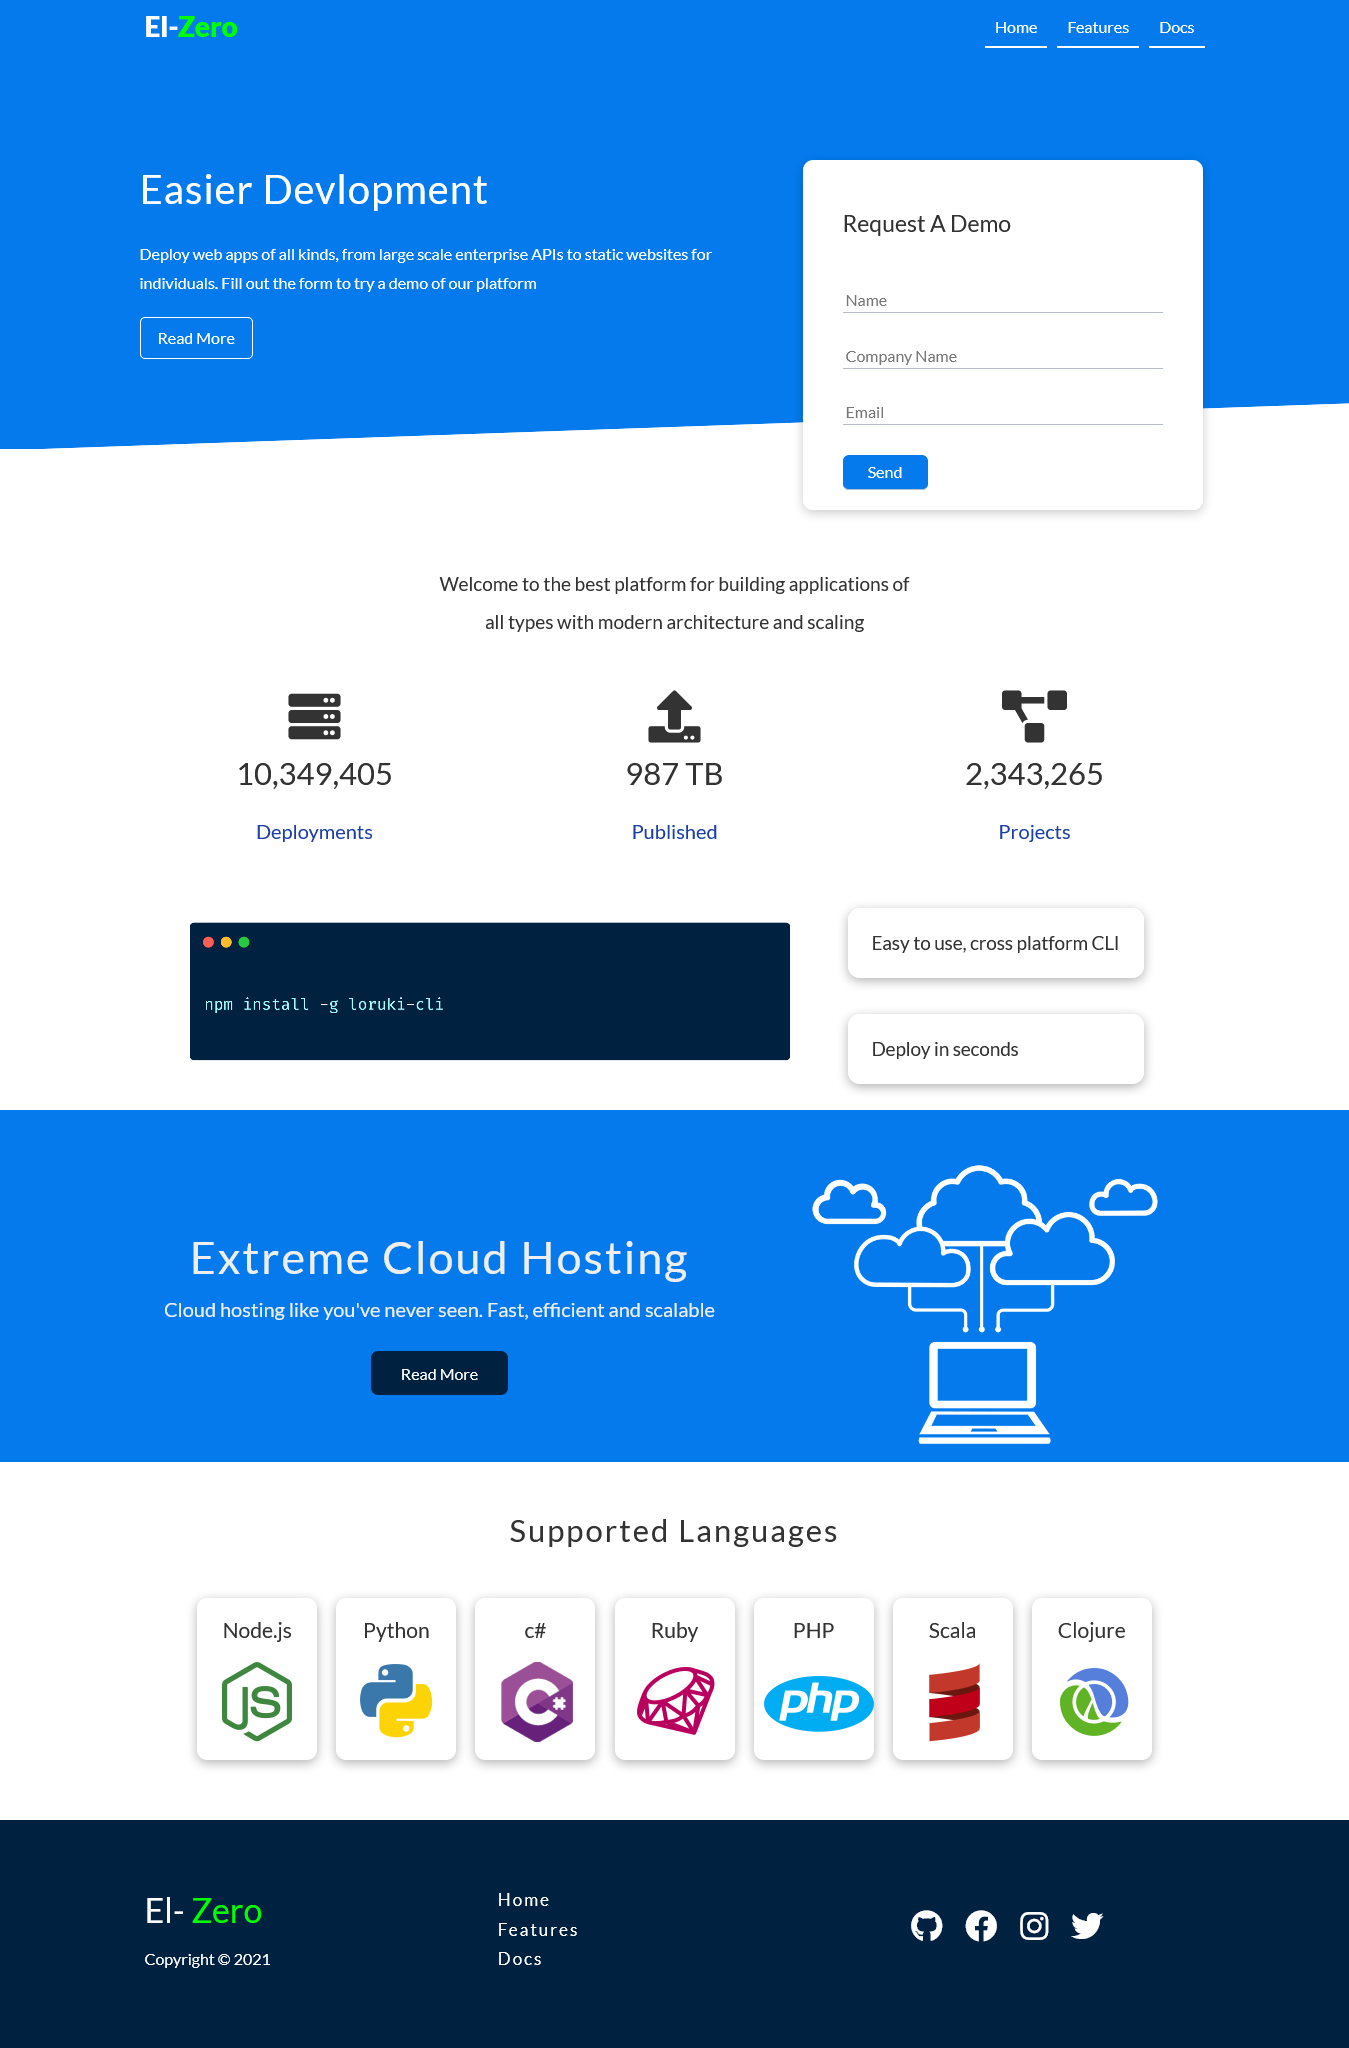 El-Zero
Home Features Docs
Easier Devlopment
Deploy web apps of all kinds, from large scale enterprise APIs to static websites for
individuals. Fill out the form to try a demo of our platform
Read More
Request A Demo
Name
Company Name
Email
Send
Welcome to the best platform for building applications of
all types with modern architecture and scaling
10,349,405
Deployments
987 TB
Published
2,343,265
Projects
npm install -g loruki-cli
Easy to use, cross platform CLI
Deploy in seconds
Extreme Cloud Hosting
Cloud hosting like you've never seen. Fast, efficient and scalable
Read More
Supported Languages
Node.js
JS
Python
c#
C#
Ruby
PHP
php
Scala
Clojure
El- Zero
Copyright © 2021
Home
Features
Docs